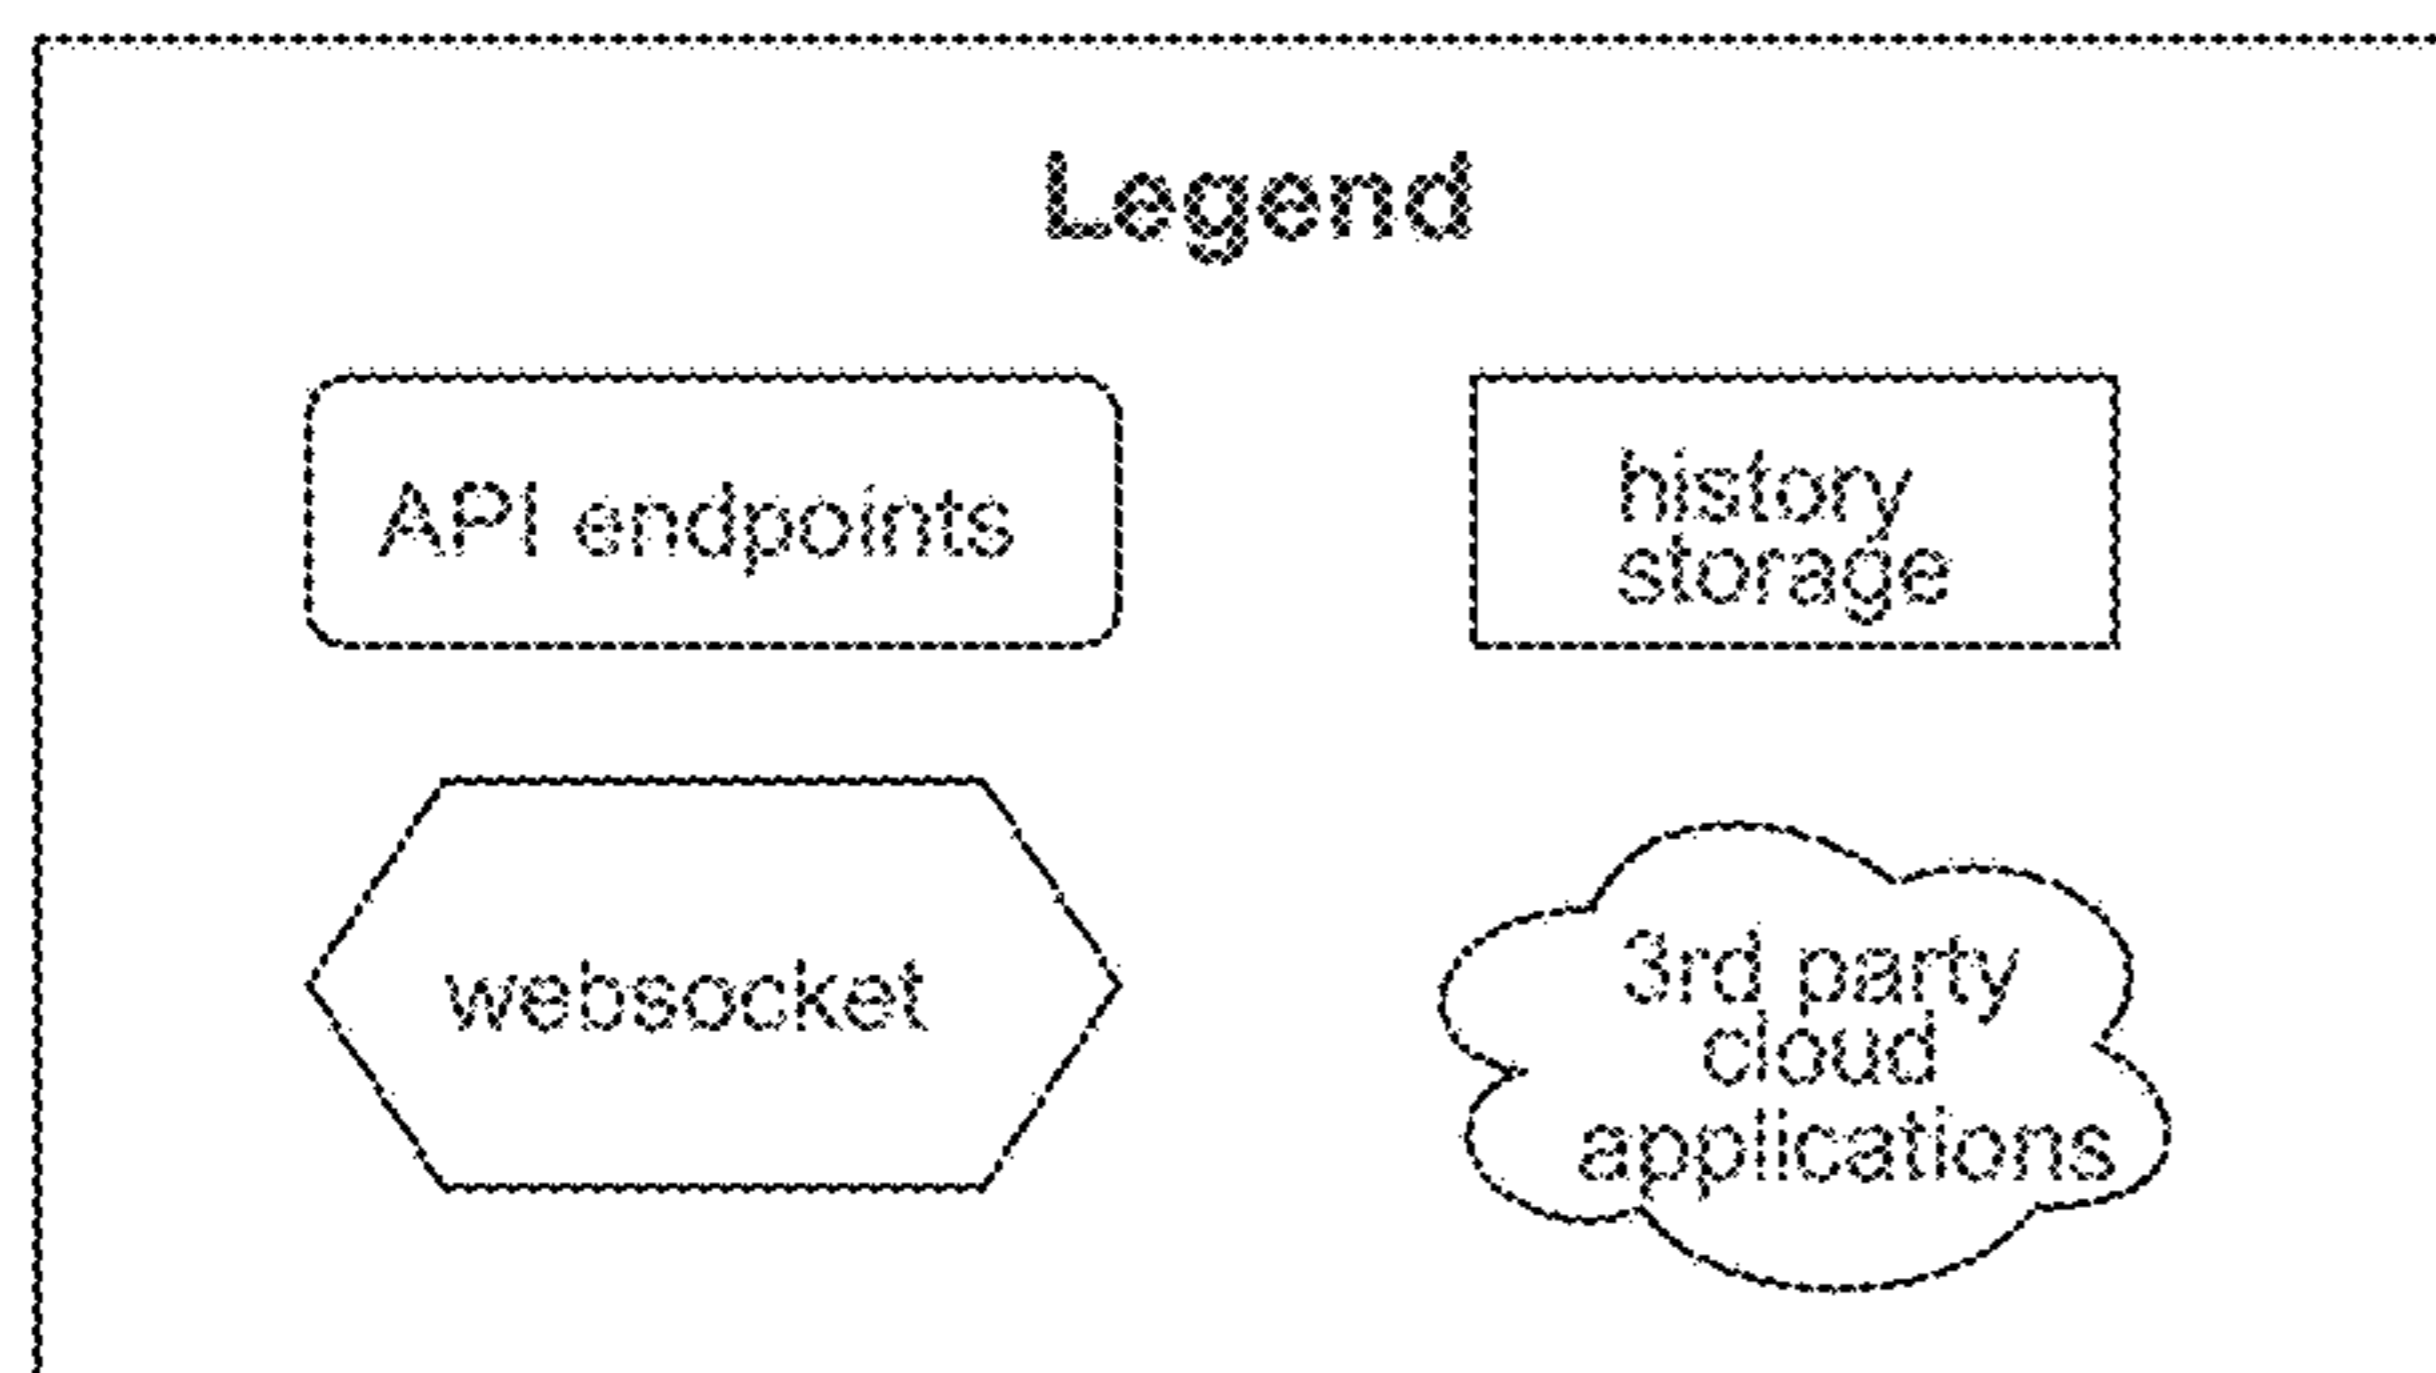 Legend
API endpoints
history
storage
websocket
3rd party
cloud
applications